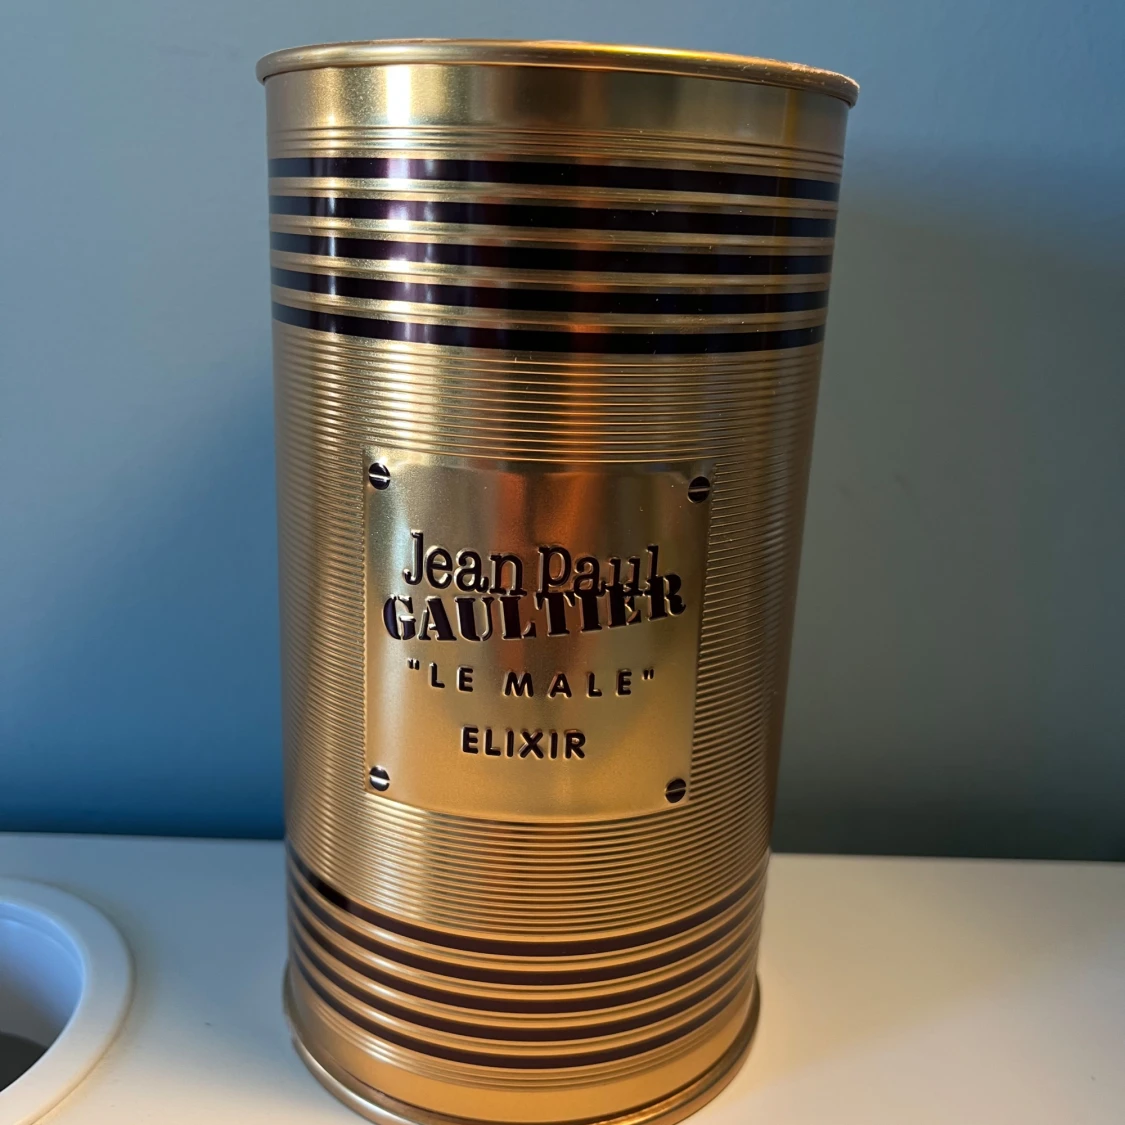 Jean Paul
GAULTIER
"LE MALE"
ELIXIR